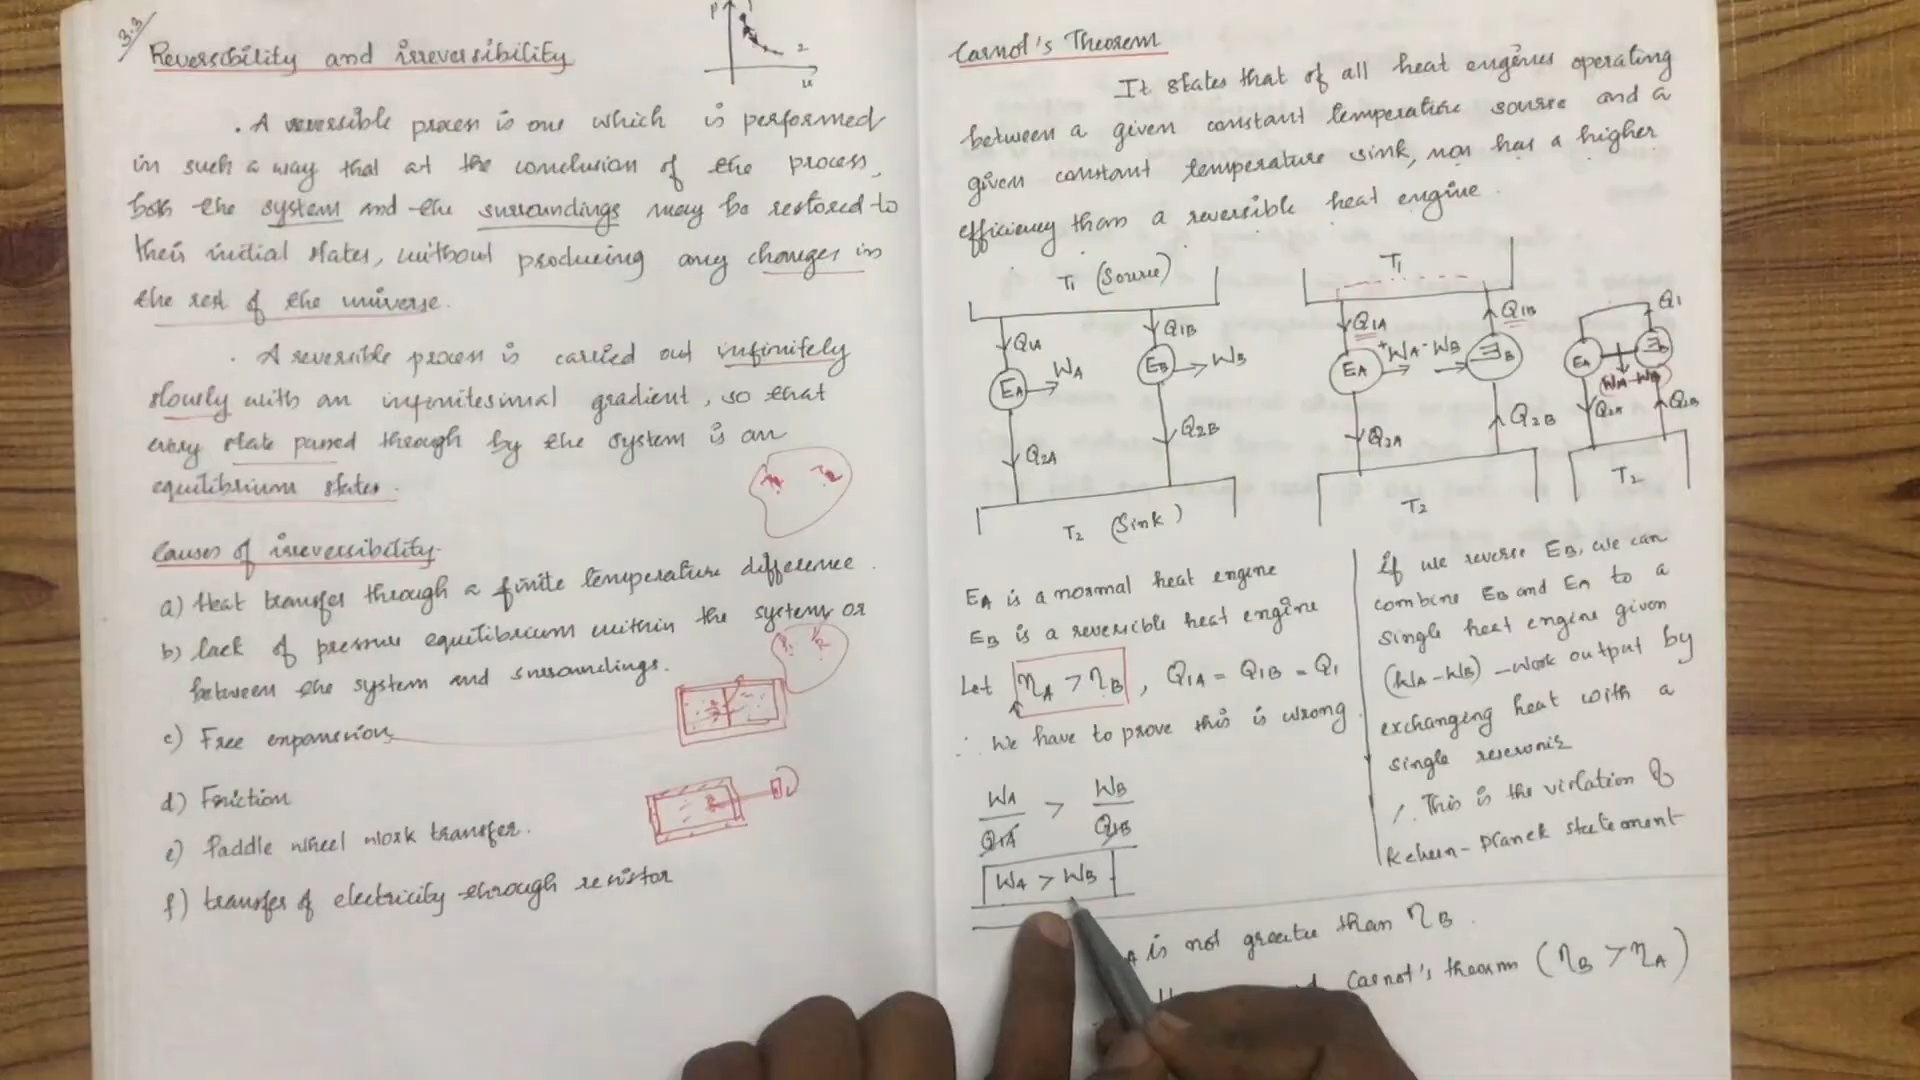 3.3
Reversibility and irreversibility
P
1
2
u
. A reversible process is one which is performed
in such a way that at the conclusion of the process,
both the system and the surroundings may be restored to
their initial states, without producing any changes in
the rest of the universe.
. A reversible process is carried out infinitely
slowly with an infinitesimal gradient, so that
every state passed through by the system is an
equilibrium states.
Causes of irreversibility.
a) Heat transfer through a finite temperature difference.
b) lack of pressure equilibrium within the system or
between the system and surroundings.
c) Free expansion
d) Friction
e) Paddle wheel work transfer.
f) transfer of electricity through resistor
Carnot's Theorem
It states that of all heat engines operating
between a given constant temperature source and a
given constant temperature sink, non has a higher
efficiency than a reversible heat engine.
T1 (Source)
Q1A
Q1B
EA
WA
EB
WB
Q2A
Q2B
T2 (Sink)
T1
Q1A
Q1B
EA
+WA-WB
EB
Q2A
Q2B
T2
Q1
EA
EB
WA-WB
Q2A
Q2B
T2
EA is a normal heat engine
EB is a reversible heat engine
Let ηA > ηB, Q1A = Q1B = Q1
∴ We have to prove this is wrong.
WA/Q1A > WB/Q1B
WA > WB
If we reverse EB, we can
combine EB and EA to a
single heat engine given
(WA-WB) - Work output by
exchanging heat with a
single reservoir
∴ This is the violation of
Kelvin-Planck statement
A is not greater than ηB.
Carnot's theorem (ηB > ηA)